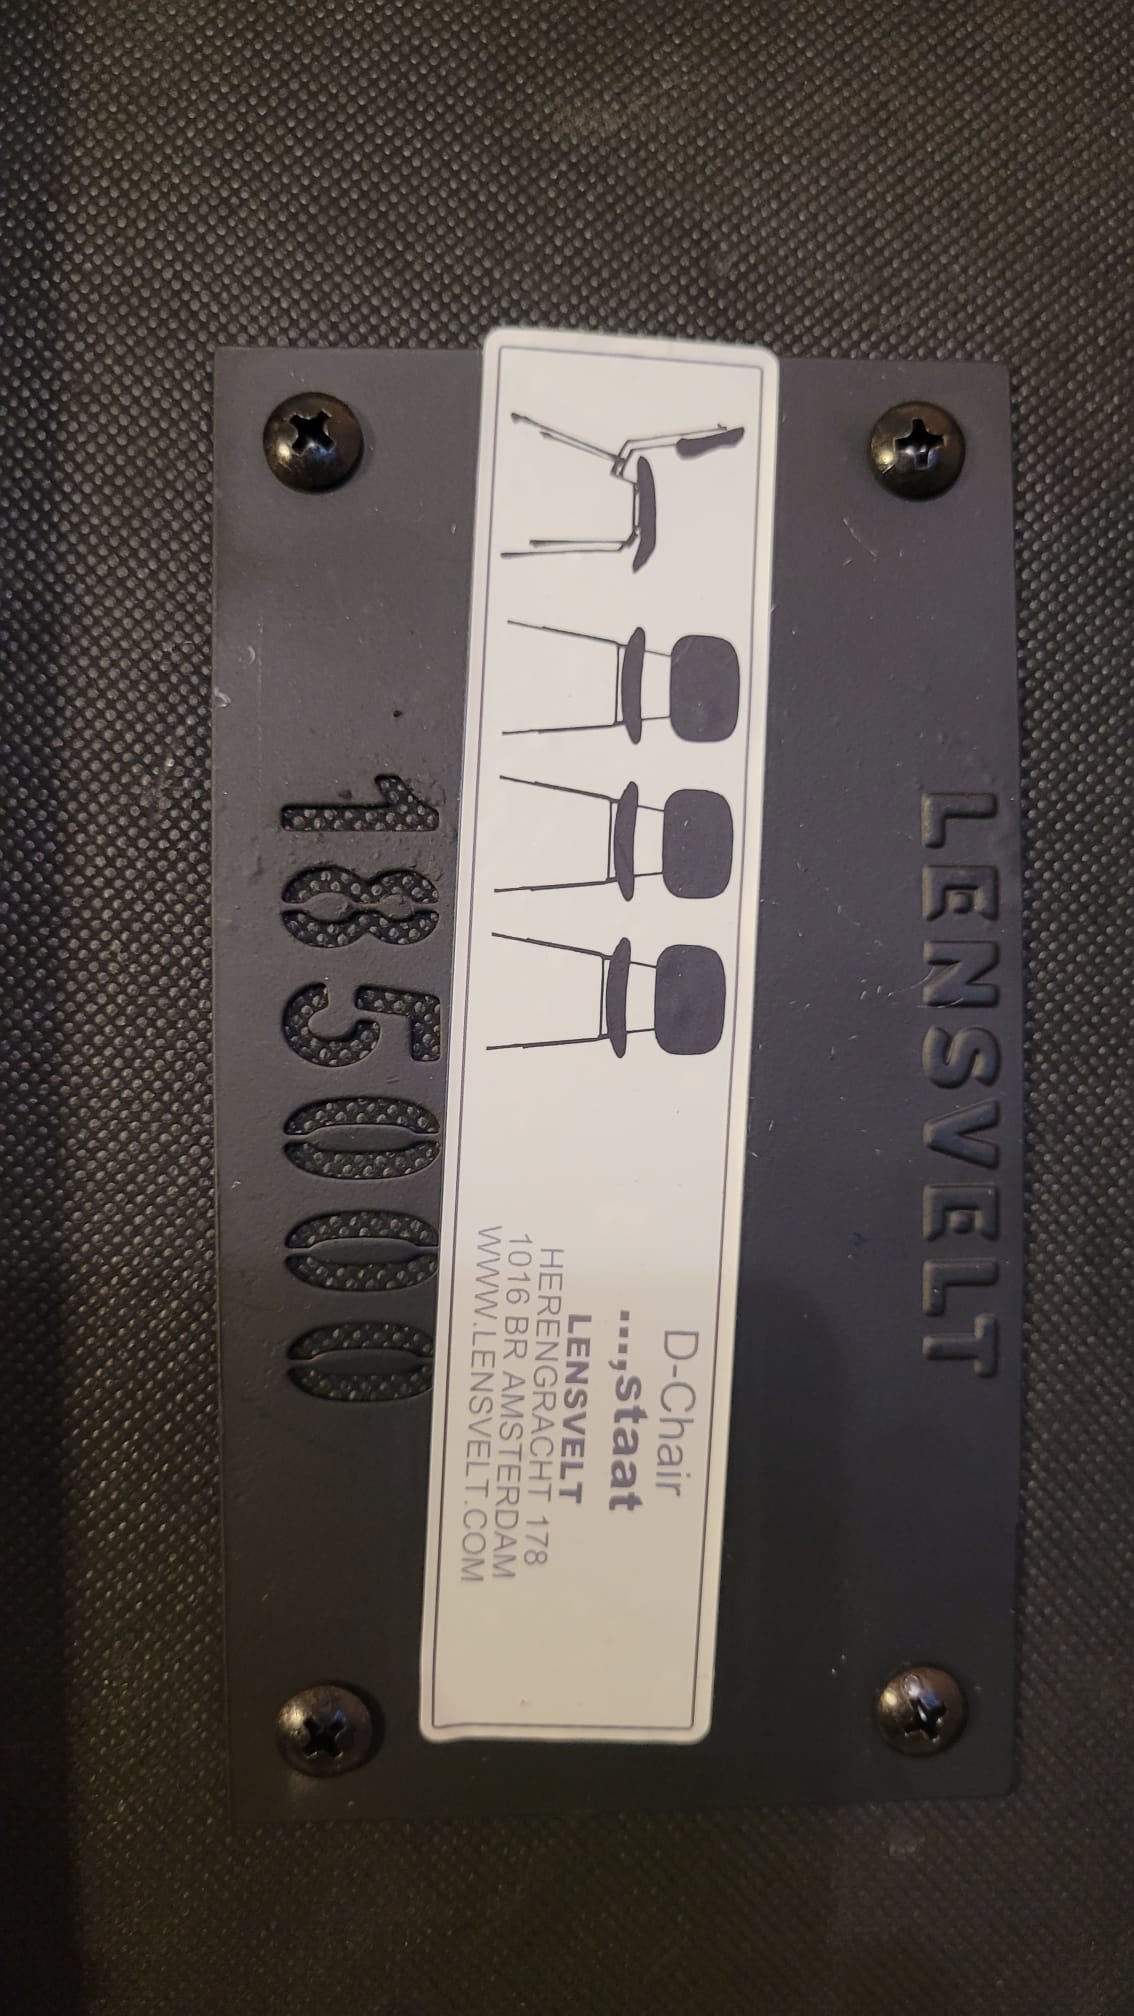 LENSVELT
D-Chair
...,staat
LENSVELT
HERENGRACHT 178
1016 BR AMSTERDAM
WWW.LENSVELT.COM
185000